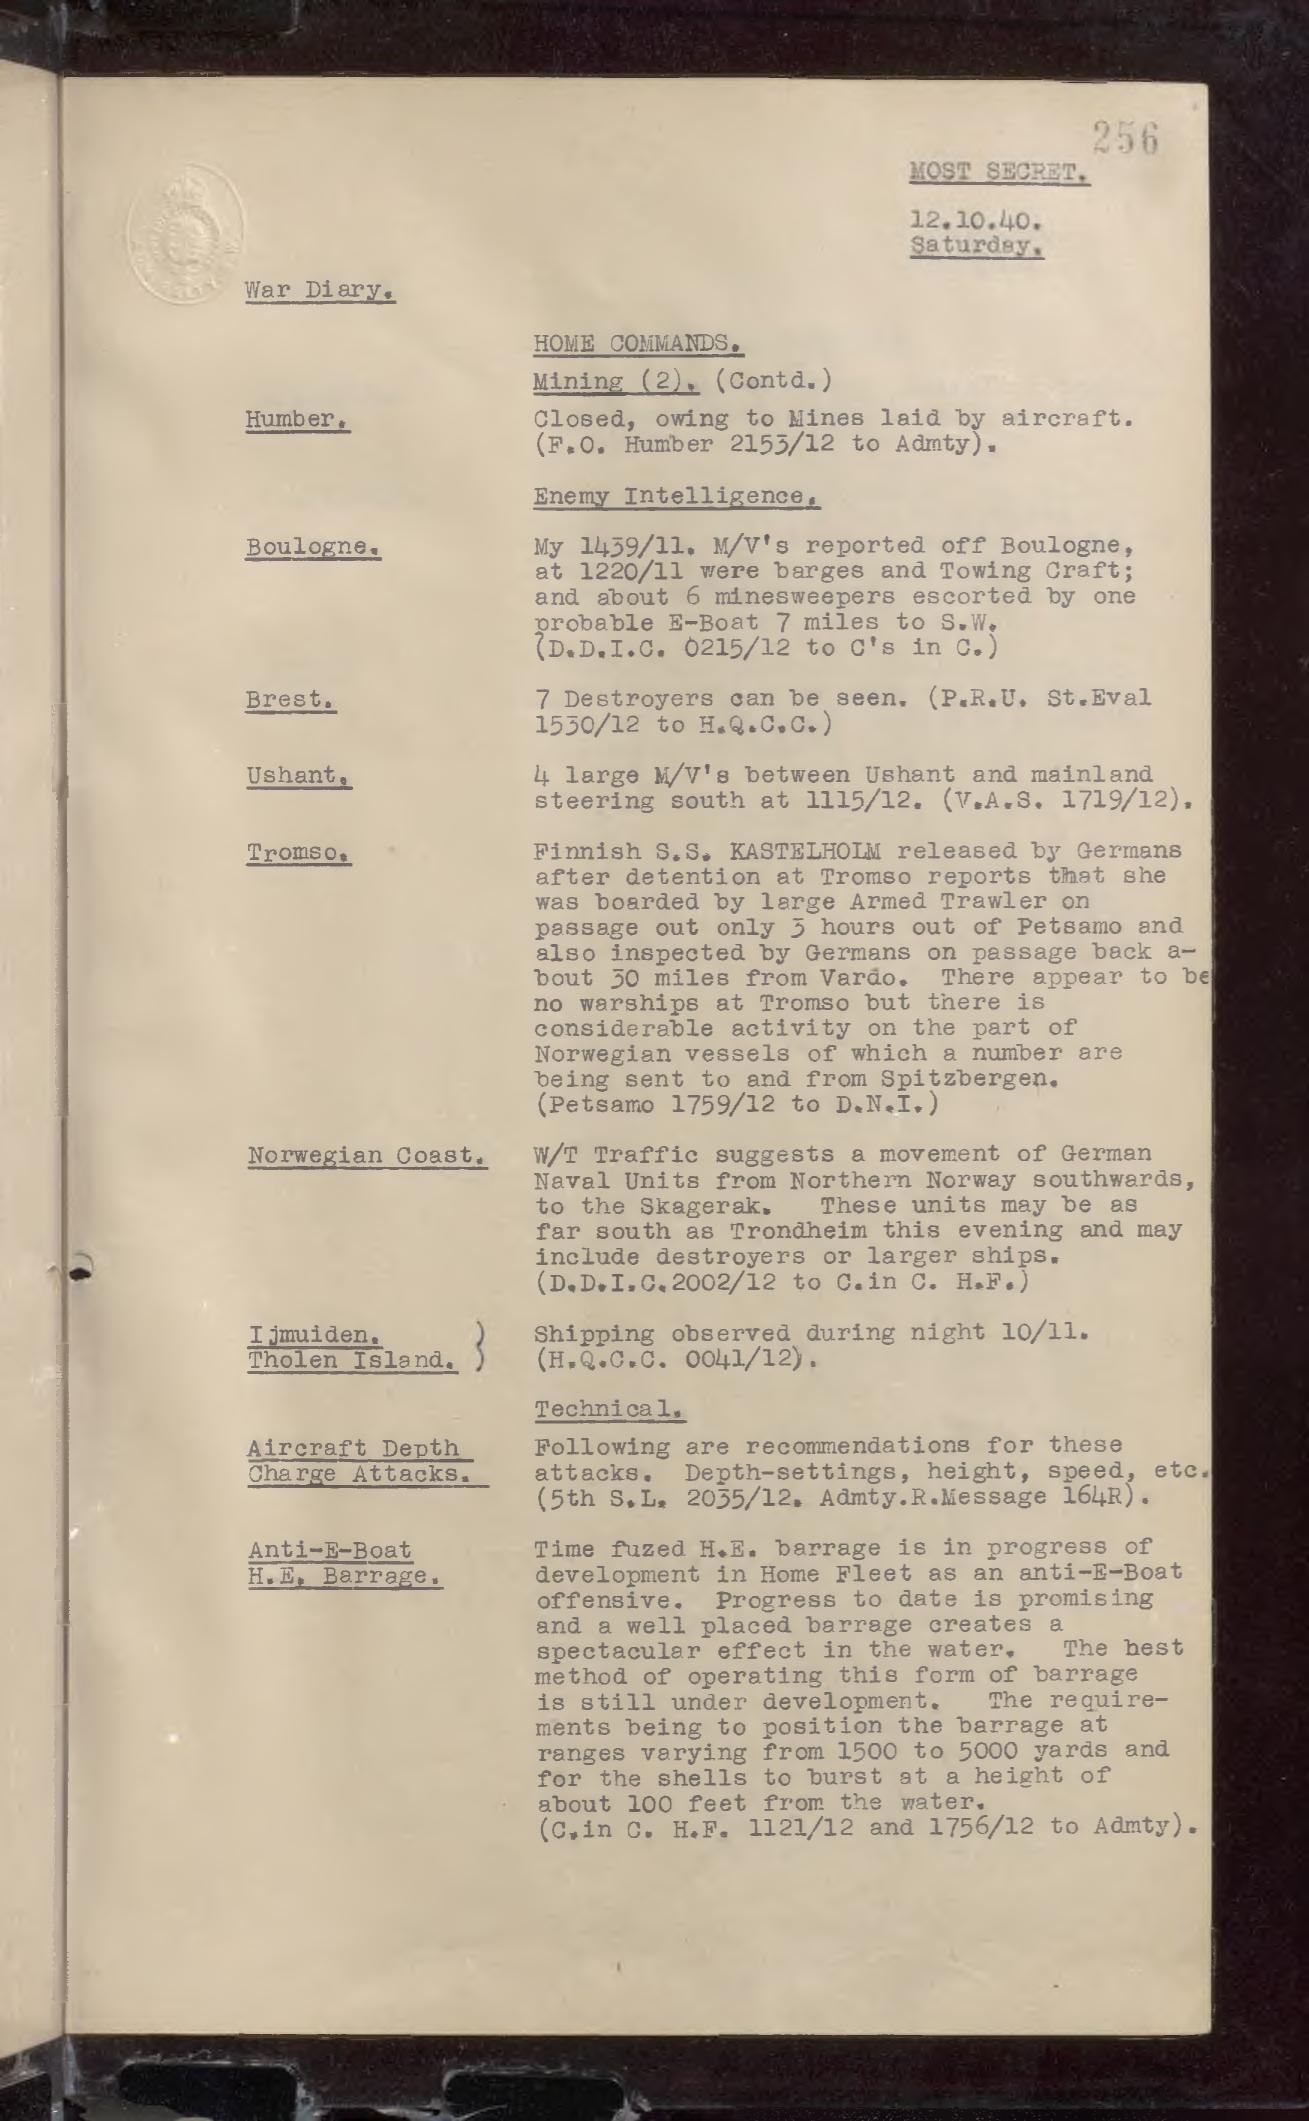 256
MOST SECRET.
12.10.40.
Saturday.
War Diary.
HOME COMMANDS.
Mining (2). (Contd.)
Humber. Closed, owing to Mines laid by aircraft.
(F.O. Humber 2153/12 to Admty).
Enemy Intelligence.
Boulogne. My 1439/11. M/V's reported off Boulogne,
at 1220/11 were barges and Towing Craft;
and about 6 minesweepers escorted by one
probable E-Boat 7 miles to S.W.
(D.D.I.C. 0215/12 to C's in C.)
Brest. 7 Destroyers can be seen. (P.R.U. St.Eval
1530/12 to H.Q.C.C.)
Ushant. 4 large M/V's between Ushant and mainland
steering south at 1115/12. (V.A.S. 1719/12).
Tromso. Finnish S.S. KASTELHOLM released by Germans
after detention at Tromso reports that she
was boarded by large Armed Trawler on
passage out only 3 hours out of Petsamo and
also inspected by Germans on passage back a-
bout 30 miles from Vardo. There appear to be
no warships at Tromso but there is
considerable activity on the part of
Norwegian vessels of which a number are
being sent to and from Spitzbergen.
(Petsamo 1759/12 to D.N.I.)
Norwegian Coast. W/T Traffic suggests a movement of German
Naval Units from Northern Norway southwards,
to the Skagerak. These units may be as
far south as Trondheim this evening and may
include destroyers or larger ships.
(D.D.I.C.2002/12 to C.in C. H.F.)
Ijmuiden. ) Shipping observed during night 10/11.
Tholen Island. ) (H.Q.C.C. 0041/12).
Technical.
Aircraft Depth Following are recommendations for these
Charge Attacks. attacks. Depth-settings, height, speed, etc.
(5th S.L. 2035/12. Admty.R.Message 164R).
Anti-E-Boat Time fuzed H.E. barrage is in progress of
H.E. Barrage. development in Home Fleet as an anti-E-Boat
offensive. Progress to date is promising
and a well placed barrage creates a
spectacular effect in the water. The best
method of operating this form of barrage
is still under development. The require-
ments being to position the barrage at
ranges varying from 1500 to 5000 yards and
for the shells to burst at a height of
about 100 feet from the water.
(C.in C. H.F. 1121/12 and 1756/12 to Admty).